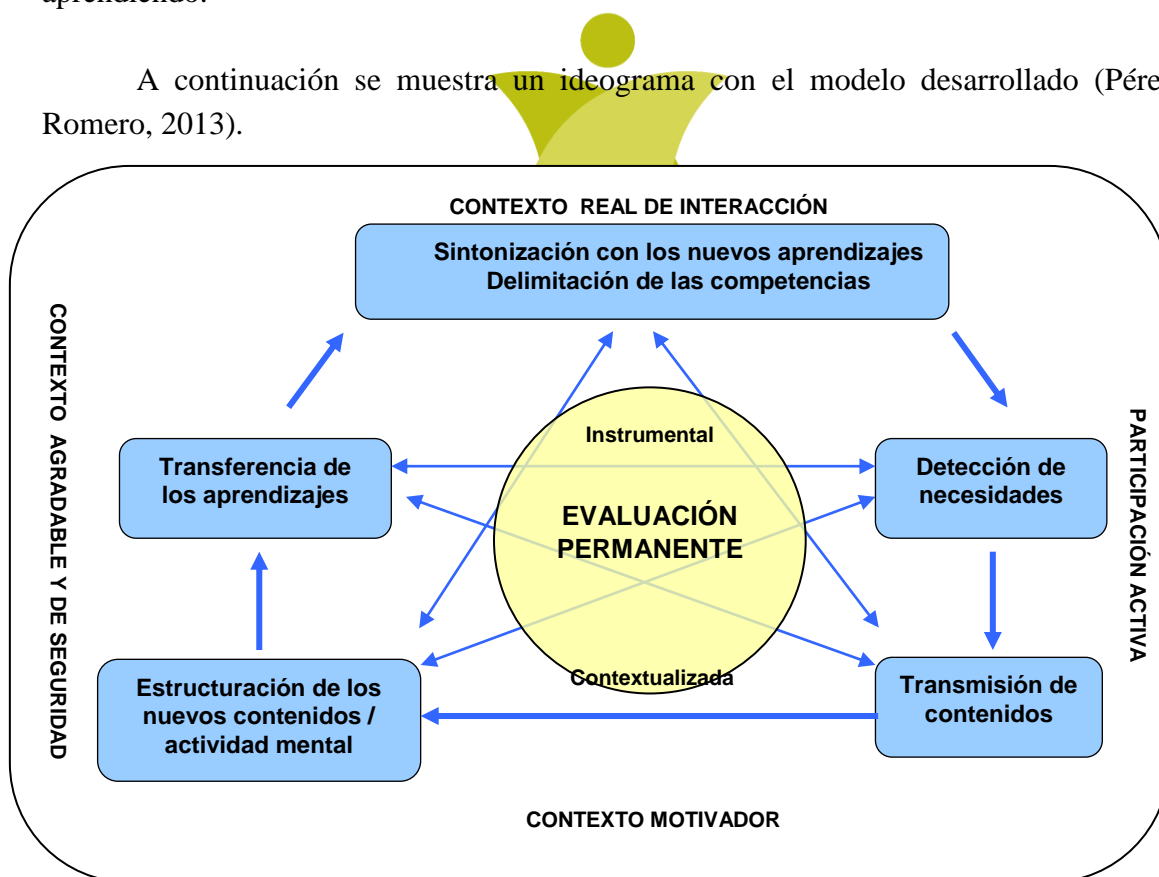 aprendiendo.
A continuación se muestra un ideograma con el modelo desarrollado (Pére
Romero, 2013).
CONTEXTO REAL DE INTERACCIÓN
Sintonización con los nuevos aprendizajes
Delimitación de las competencias
CONTEXTO AGRADABLE Y DE SEGURIDAD
PARTICIPACIÓN ACTIVA
Instrumental
Transferencia de
los aprendizajes
Detección de
necesidades
EVALUACIÓN
PERMANENTE
Contextualizada
Estructuración de los
nuevos contenidos /
actividad mental
Transmisión de
contenidos
CONTEXTO MOTIVADOR